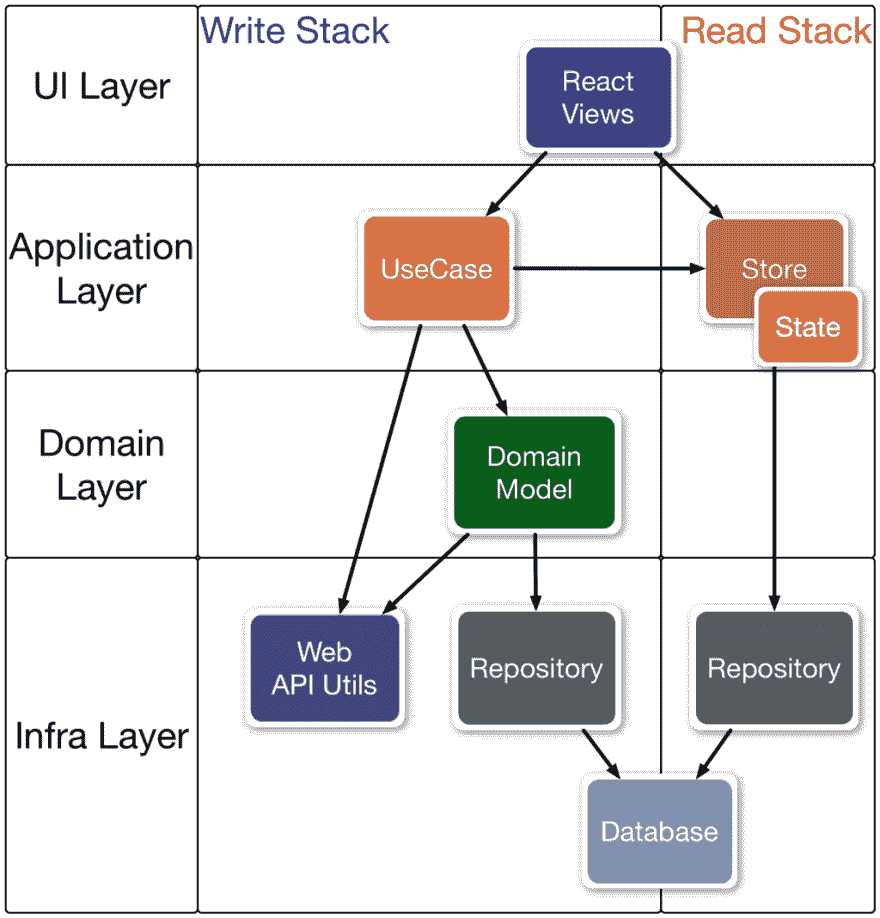 Write Stack
Read Stack
UI Layer
React
Views
Application
Layer
UseCase
Store
State
Domain
Layer
Domain
Model
Infra Layer
Web
API Utils
Repository
Repository
Database